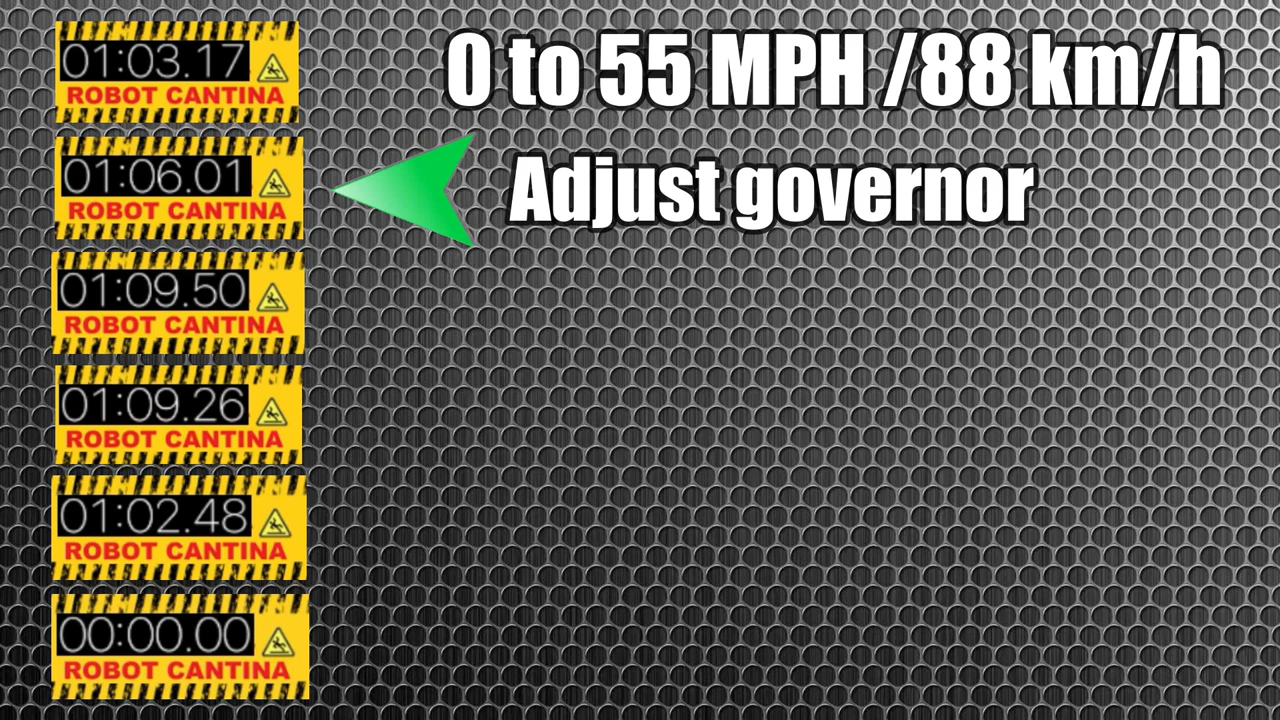 01:03.17
ROBOT CANTINA
0 to 55 MPH /88 km/h
01:06.01
ROBOT CANTINA
Adjust governor
01:09.50
ROBOT CANTINA
01:09.26
ROBOT CANTINA
01:02.48
ROBOT CANTINA
00:00.00
ROBOT CANTINA